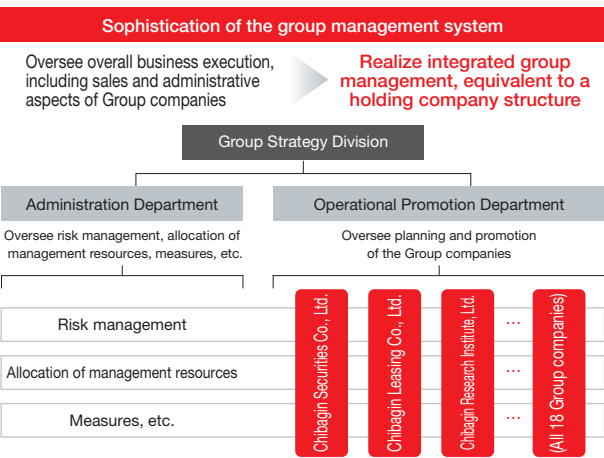 Sophistication of the group management system
Oversee overall business execution,
including sales and administrative
aspects of Group companies
Realize integrated group
management, equivalent to a
holding company structure
Group Strategy Division
Administration Department
Operational Promotion Department
Oversee risk management, allocation of
management resources, measures, etc.
Oversee planning and promotion
of the Group companies
Risk management
Allocation of management resources
Measures, etc.
Chibagin Securities Co., Ltd.
Chibagin Leasing Co., Ltd.
Chibagin Research Institute, Ltd.
…
…
…
(All 18 Group companies)